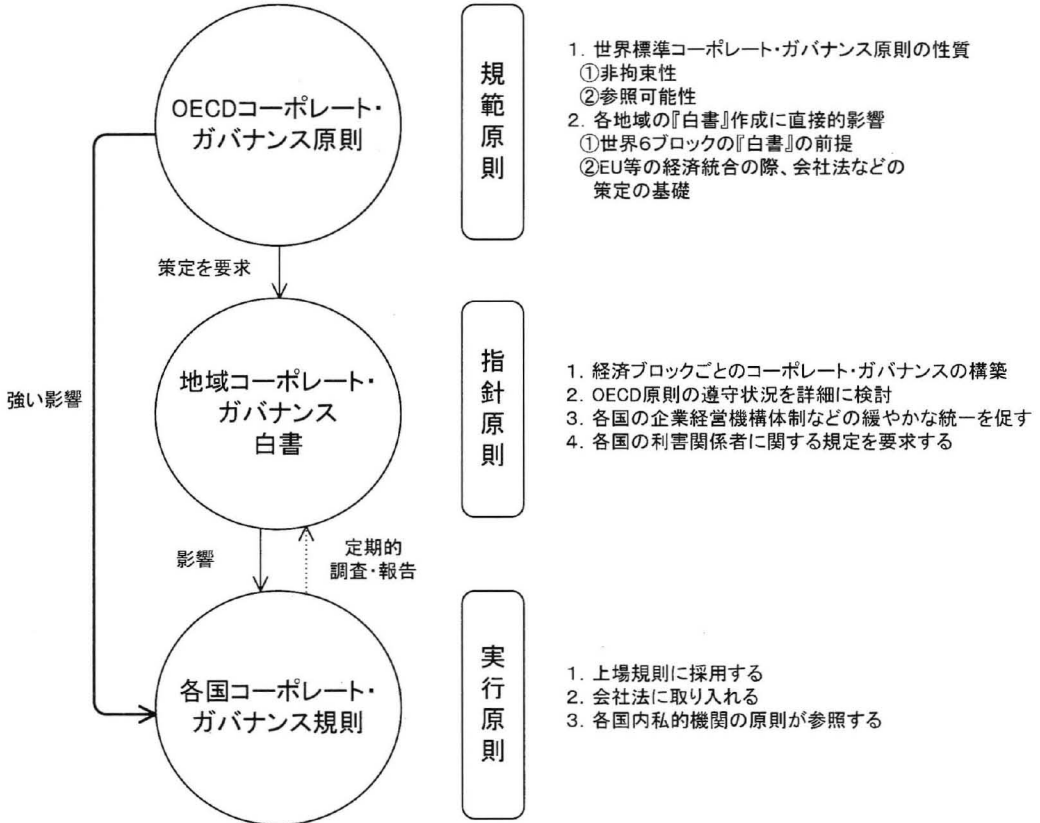 OECDコーポレート・
ガバナンス原則
規
範
原
則
1. 世界標準コーポレート・ガバナンス原則の性質
①非拘束性
②参照可能性
2. 各地域の『白書』作成に直接的影響
①世界6ブロックの『白書』の前提
②EU等の経済統合の際、会社法などの
策定の基礎
策定を要求
強い影響
地域コーポレート・
ガバナンス
白書
指
針
原
則
1. 経済ブロックごとのコーポレート・ガバナンスの構築
2. OECD原則の遵守状況を詳細に検討
3. 各国の企業経営機構体制などの緩やかな統一を促す
4. 各国の利害関係者に関する規定を要求する
影響
定期的
調査・報告
各国コーポレート・
ガバナンス規則
実
行
原
則
1. 上場規則に採用する
2. 会社法に取り入れる
3. 各国内私的機関の原則が参照する